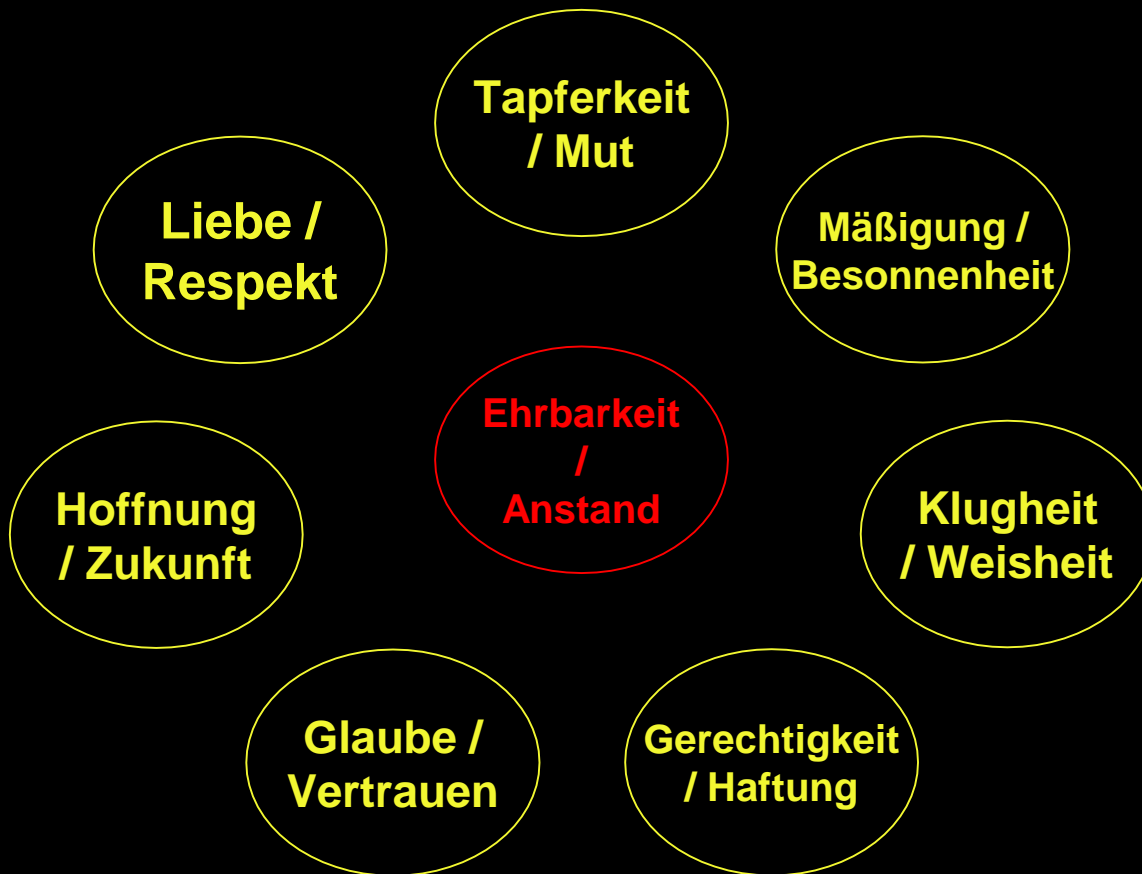 Tapferkeit
/ Mut
Liebe /
Respekt
Mäßigung /
Besonnenheit
Ehrbarkeit
/
Anstand
Hoffnung
/ Zukunft
Klugheit
/ Weisheit
Glaube /
Vertrauen
Gerechtigkeit
/ Haftung